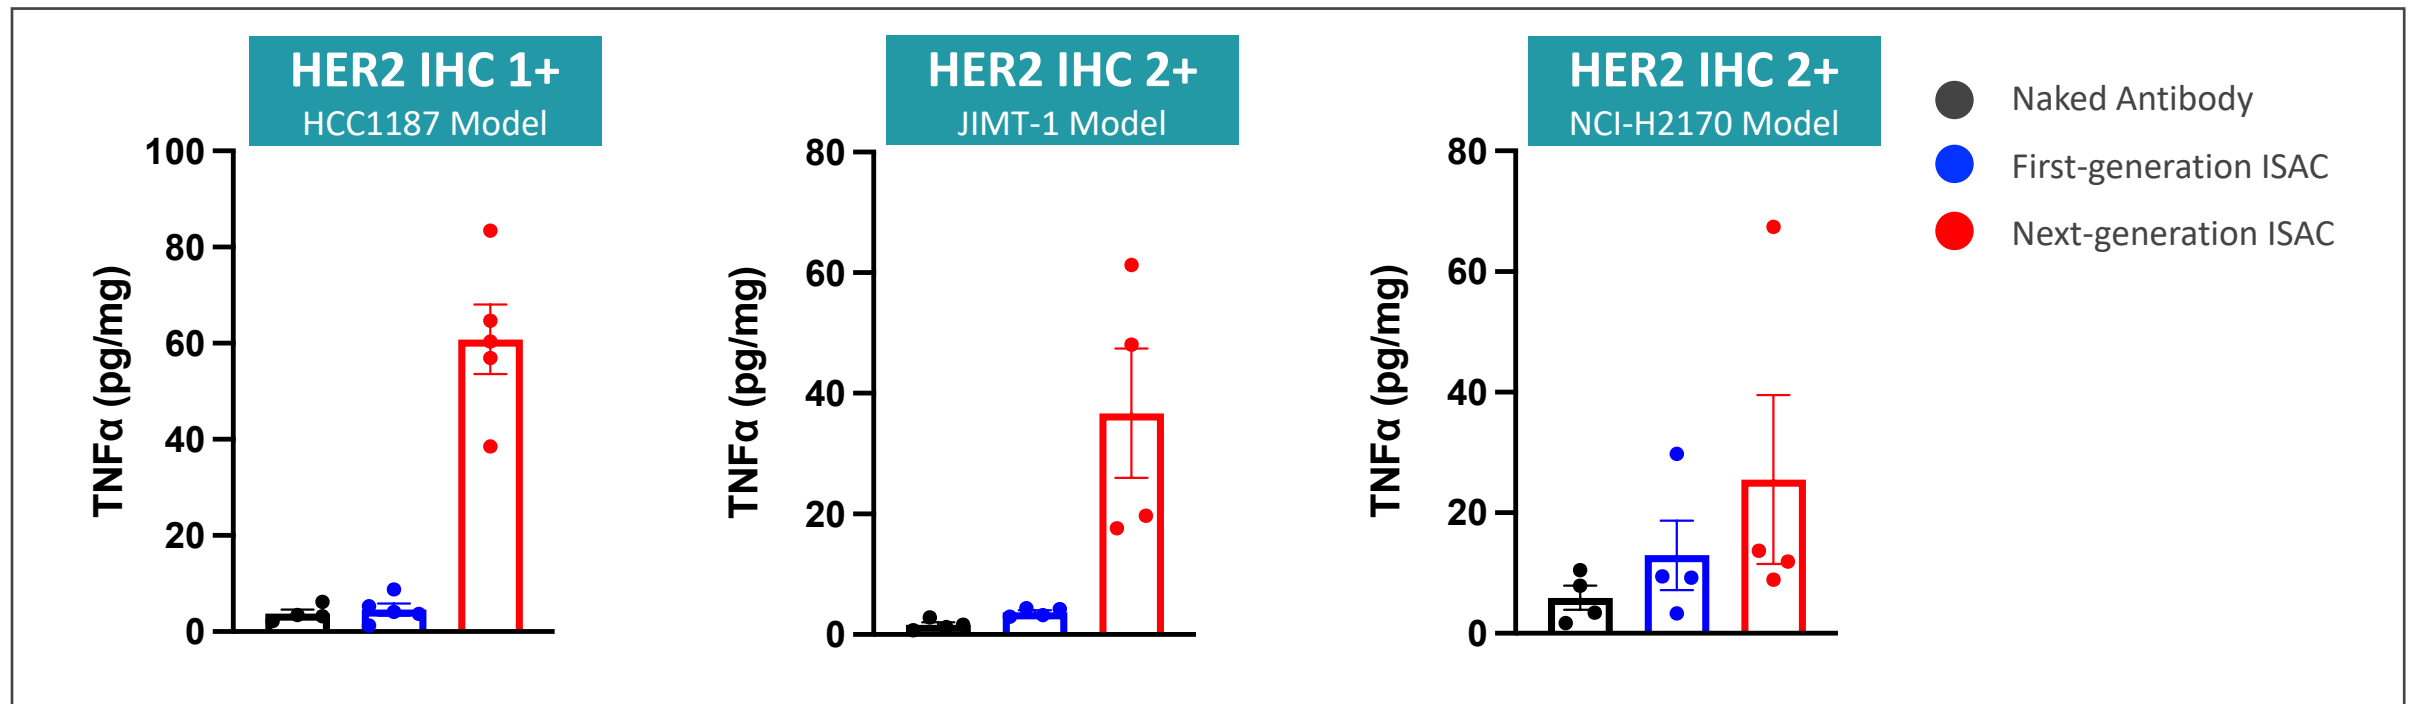 HER2 IHC 1+
HCC1187 Model
TNFα (pg/mg)
100
80
60
40
20
0
HER2 IHC 2+
JIMT-1 Model
TNFα (pg/mg)
80
60
40
20
0
HER2 IHC 2+
NCI-H2170 Model
TNFα (pg/mg)
80
60
40
20
0
Naked Antibody
First-generation ISAC
Next-generation ISAC